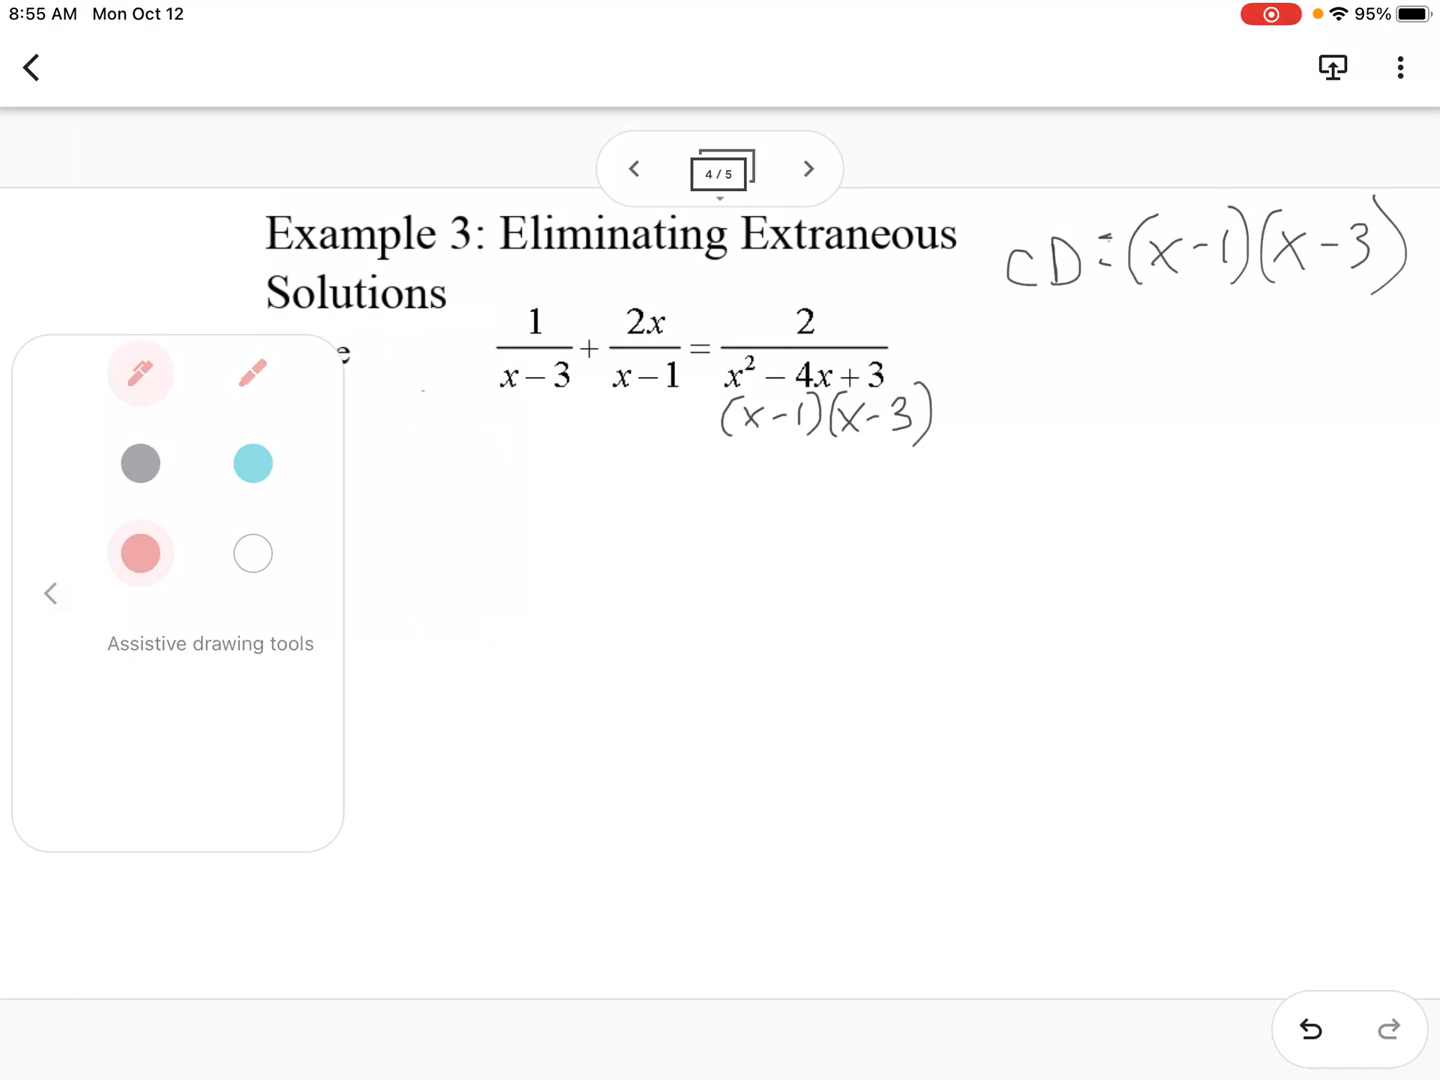 8:55 AM Mon Oct 12
95%
4 / 5
Example 3: Eliminating Extraneous
Solutions
CD = (x-1)(x-3)
e
1/(x – 3) + 2x/(x – 1) = 2/(x² – 4x + 3)
(x-1)(x-3)
Assistive drawing tools